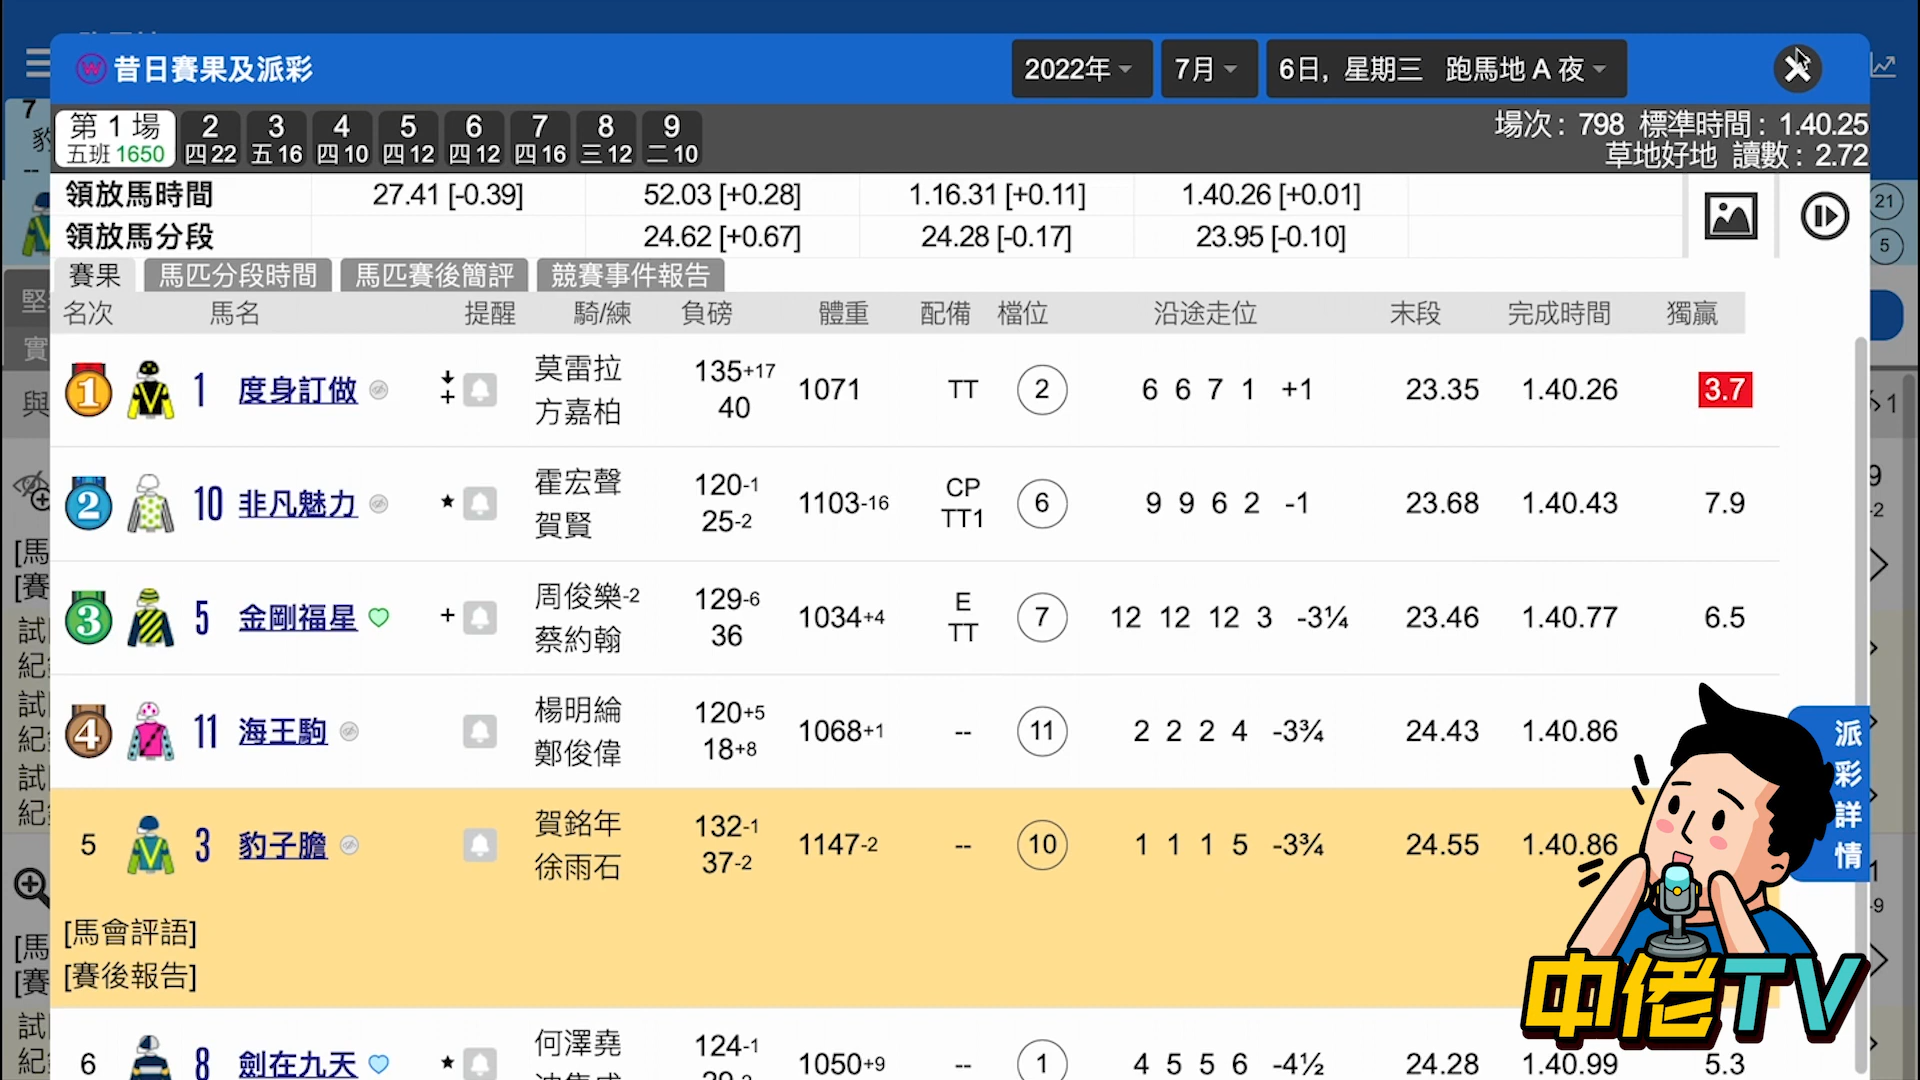 昔日賽果及派彩 2022年 7月 6日, 星期三 跑馬地 A 夜
第 1 場 2 3 4 5 6 7 8 9
五班 1650 四 22 五 16 四 10 四 12 四 12 四 16 三 12 二 10
場次 : 798 標準時間 : 1.40.25
草地好地 讀數 : 2.72
領放馬時間 27.41 [-0.39] 52.03 [+0.28] 1.16.31 [+0.11] 1.40.26 [+0.01]
領放馬分段 24.62 [+0.67] 24.28 [-0.17] 23.95 [-0.10]
賽果 馬匹分段時間 馬匹賽後簡評 競賽事件報告
名次 馬名 提醒 騎/練 負磅 體重 配備 檔位 沿途走位 末段 完成時間 獨贏
1 1 度身訂做 莫雷拉 135+17 1071 TT 2 6 6 7 1 +1 23.35 1.40.26 3.7
方嘉柏 40
2 10 非凡魅力 ★ 霍宏聲 120-1 1103-16 CP 6 9 9 6 2 -1 23.68 1.40.43 7.9
賀賢 25-2 TT1
3 5 金剛福星 + 周俊樂-2 129-6 1034+4 E 7 12 12 12 3 -3¼ 23.46 1.40.77 6.5
蔡約翰 36 TT
4 11 海王駒 楊明綸 120+5 1068+1 -- 11 2 2 2 4 -3¾ 24.43 1.40.86
鄭俊偉 18+8
5 3 豹子膽 賀銘年 132-1 1147-2 -- 10 1 1 1 5 -3¾ 24.55 1.40.86
徐雨石 37-2
[馬會評語]
[賽後報告]
6 8 劍在九天 ★ 何澤堯 124-1 1050+9 -- 1 4 5 5 6 -4½ 24.28 1.40.99 5.3
派彩詳情
中佬TV